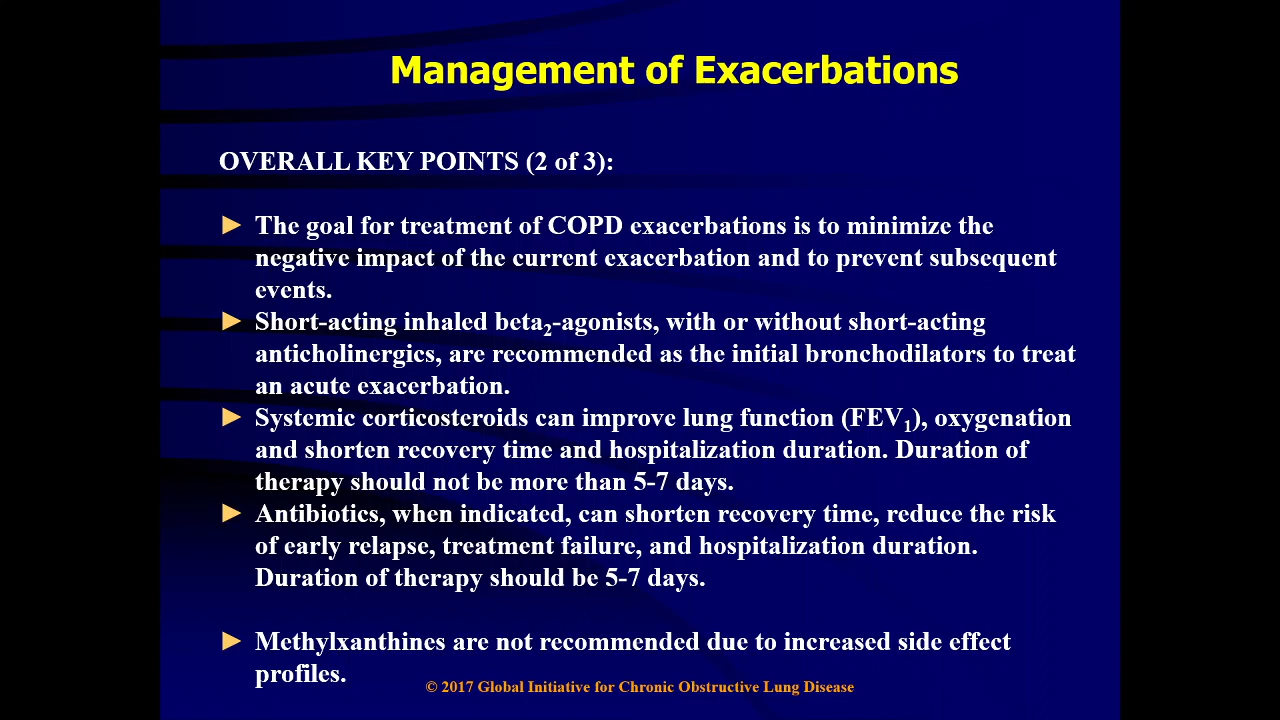 Management of Exacerbations
OVERALL KEY POINTS (2 of 3):
► The goal for treatment of COPD exacerbations is to minimize the
negative impact of the current exacerbation and to prevent subsequent
events.
► Short-acting inhaled beta₂-agonists, with or without short-acting
anticholinergics, are recommended as the initial bronchodilators to treat
an acute exacerbation.
► Systemic corticosteroids can improve lung function (FEV₁), oxygenation
and shorten recovery time and hospitalization duration. Duration of
therapy should not be more than 5-7 days.
► Antibiotics, when indicated, can shorten recovery time, reduce the risk
of early relapse, treatment failure, and hospitalization duration.
Duration of therapy should be 5-7 days.
► Methylxanthines are not recommended due to increased side effect
profiles.
© 2017 Global Initiative for Chronic Obstructive Lung Disease